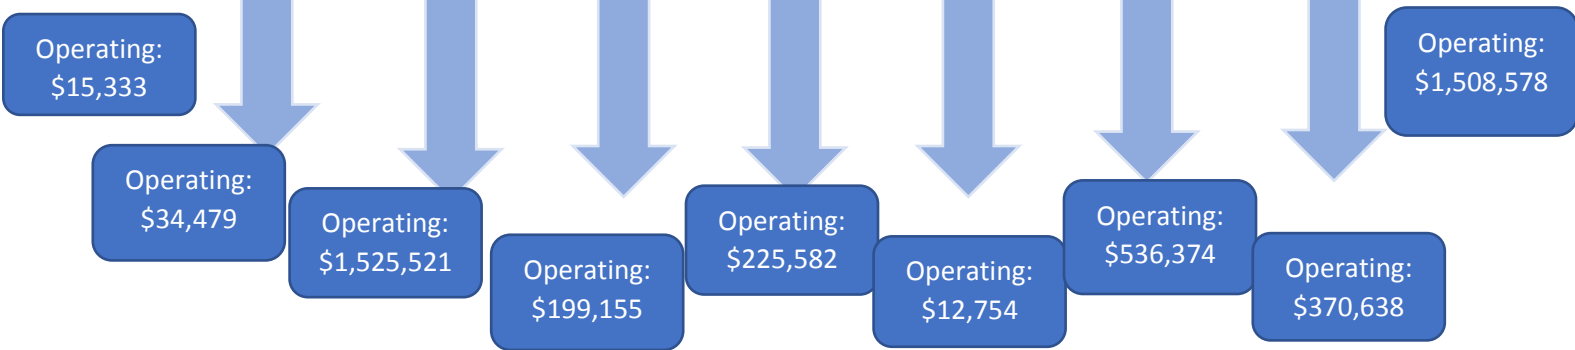 Operating:
$15,333
Operating:
$34,479
Operating:
$1,525,521
Operating:
$199,155
Operating:
$225,582
Operating:
$12,754
Operating:
$536,374
Operating:
$370,638
Operating:
$1,508,578